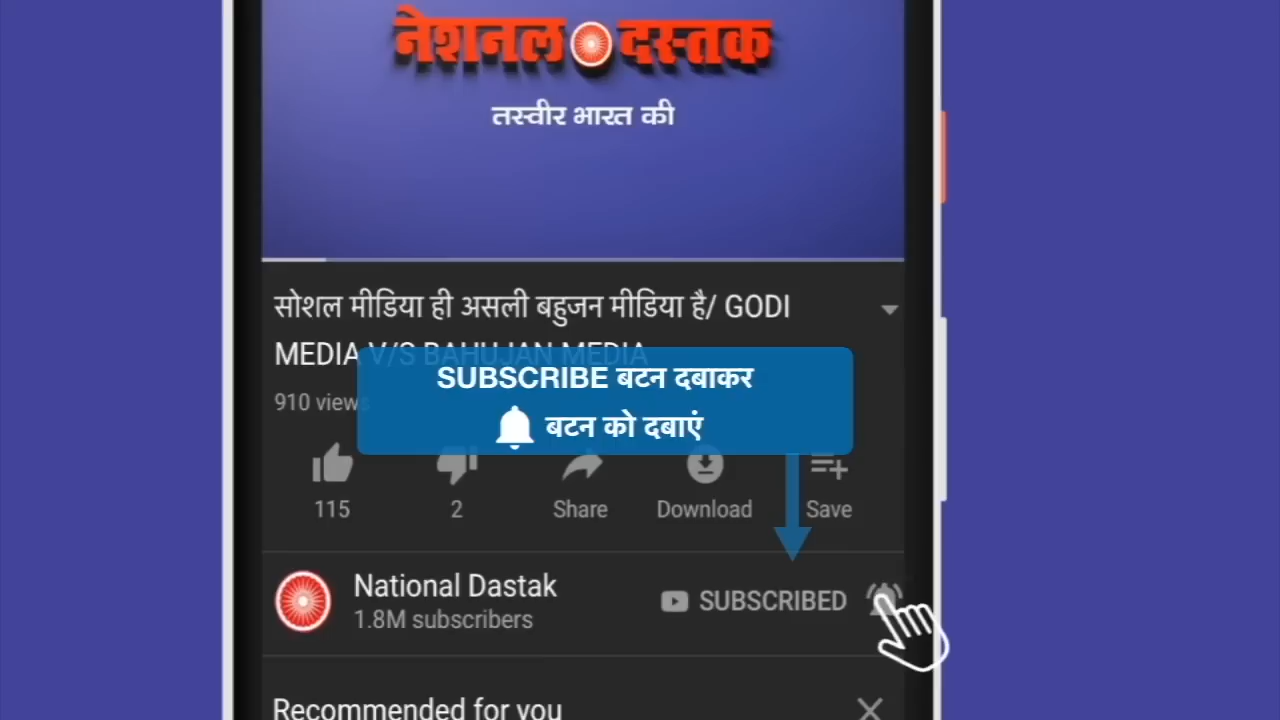 नेशनल दस्तक
तस्वीर भारत की
सोशल मीडिया ही असली बहुजन मीडिया है/ GODI
MEDIA V/S BAHUJAN MEDIA
910 views
SUBSCRIBE बटन दबाकर
बटन को दबाएं
115
2
Share
Download
Save
National Dastak
SUBSCRIBED
1.8M subscribers
Recommended for you